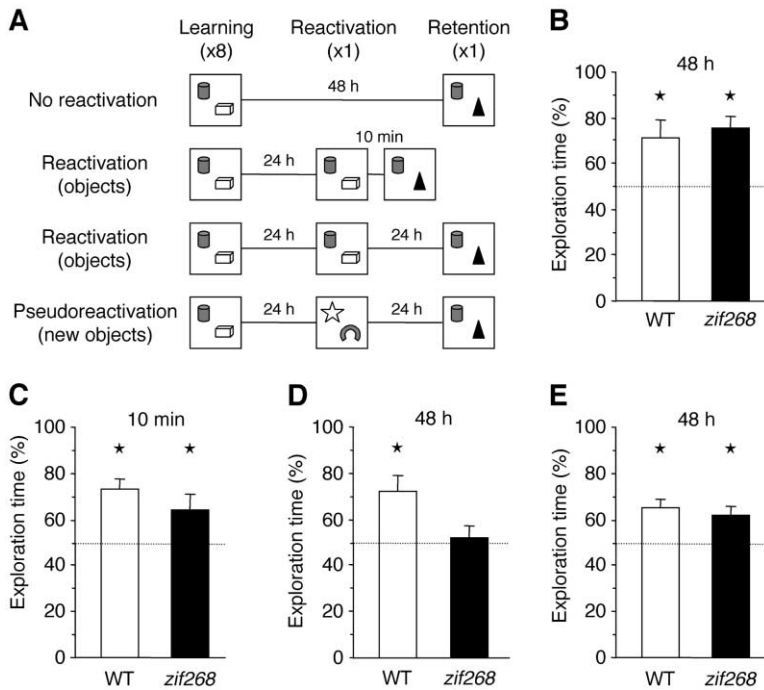 A
Learning Reactivation Retention
(x8) (x1) (x1)
No reactivation
48 h
10 min
Reactivation
(objects)
24 h
Reactivation
(objects)
24 h 24 h
Pseudoreactivation
(new objects)
24 h 24 h
B
48 h
Exploration time (%)
100
80
60
40
20
0
WT zif268
C
10 min
Exploration time (%)
100
80
60
40
20
0
WT zif268
D
48 h
Exploration time (%)
100
80
60
40
20
0
WT zif268
E
48 h
Exploration time (%)
100
80
60
40
20
0
WT zif268